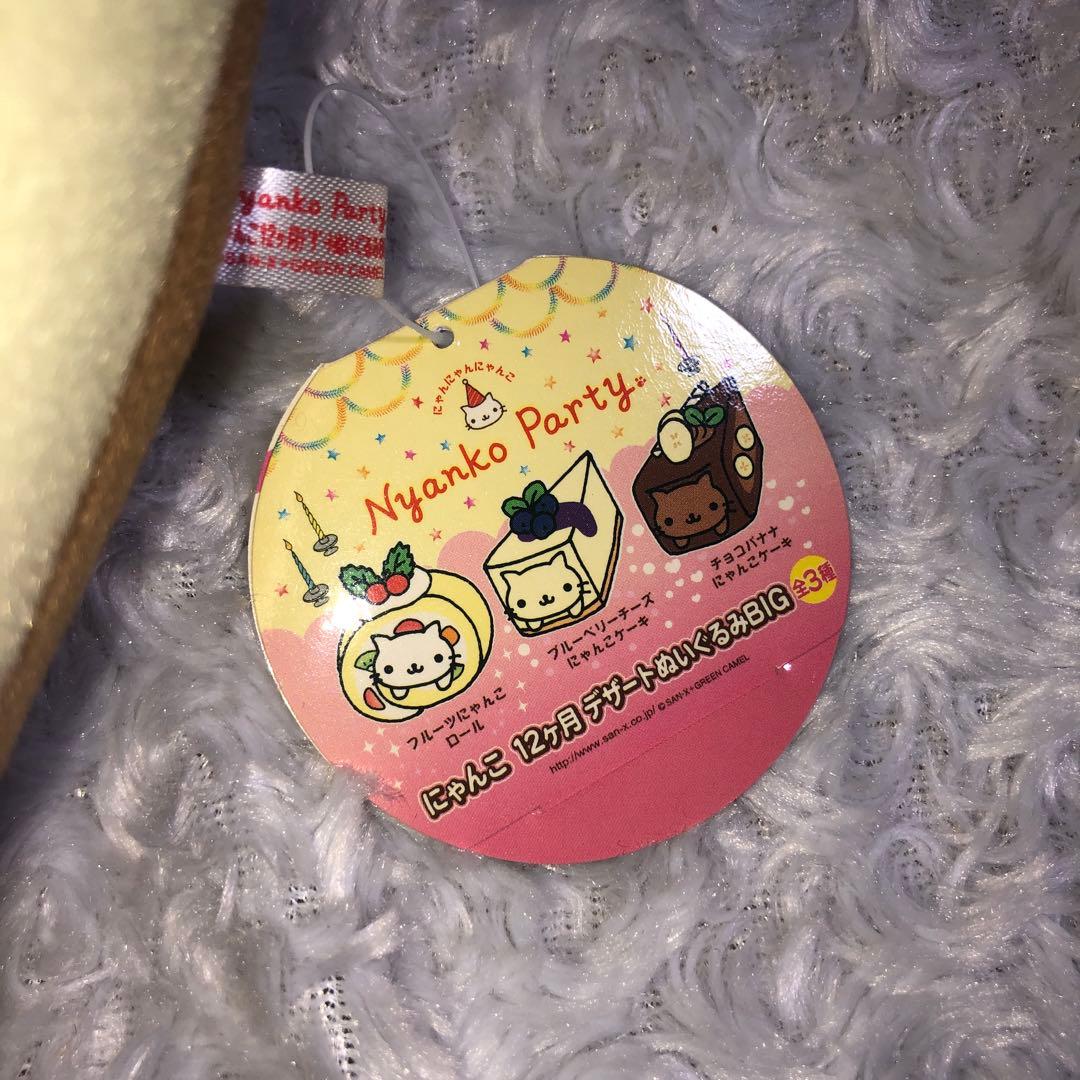 yanko Party
SAN-X+GREEN CAMEL
にゃんにゃんにゃんこ
Nyanko Party
フルーツにゃんこ
ロール
ブルーベリーチーズ
にゃんこケーキ
チョコバナナ
にゃんこケーキ
にゃんこ 12ヶ月 デザートぬいぐるみBIG 全3種
http://www.san-x.co.jp/ ©SAN-X+GREEN CAMEL